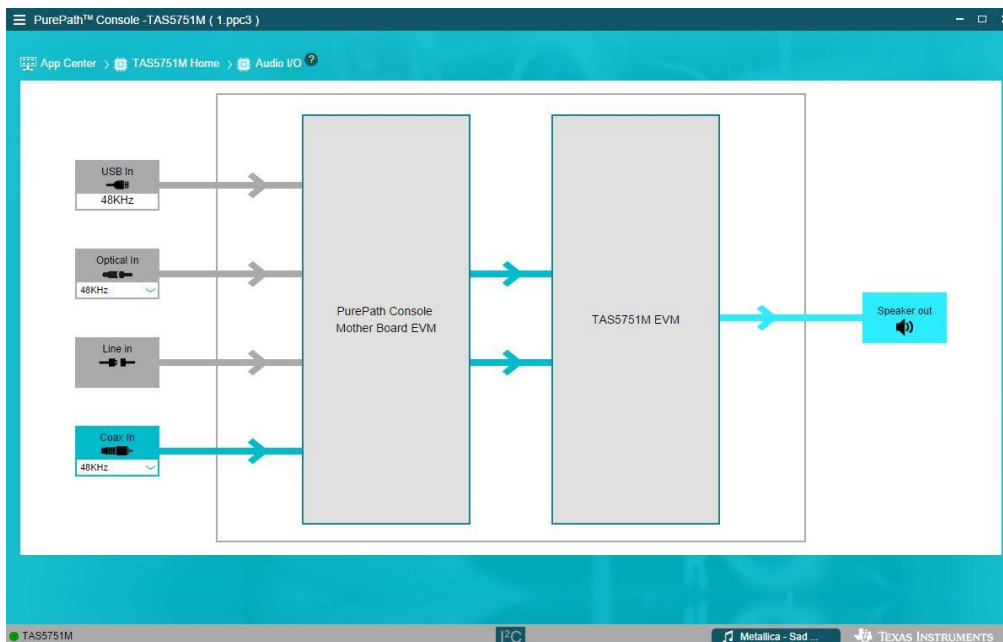 PurePath™ Console -TAS5751M ( 1.ppc3 )
App Center > TAS5751M Home > Audio I/O ?
USB In
48KHz
Optical In
48KHz
Line in
Coax In
48KHz
PurePath Console
Mother Board EVM
TAS5751M EVM
Speaker out
TAS5751M
I²C
Metallica - Sad ...
TEXAS INSTRUMENTS